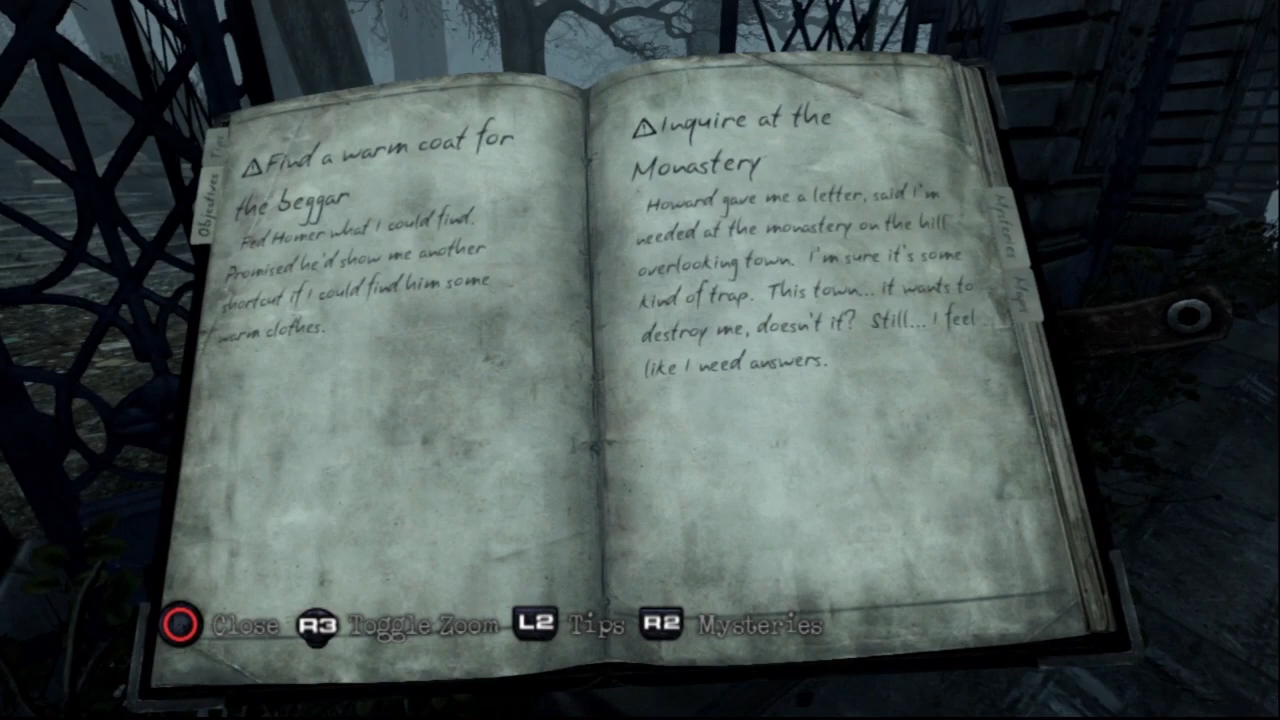 Objectives
Find a warm coat for
the beggar
Fed Homer what I could find.
Promised he'd show me another
shortcut if I could find him some
warm clothes.
Inquire at the
Monastery
Howard gave me a letter, said I'm
needed at the monastery on the hill
overlooking town. I'm sure it's some
kind of trap. This town... it wants to
destroy me, doesn't it? Still... I feel
like I need answers.
Mysteries
Maps
Close R3 Toggle Zoom L2 Tips R2 Mysteries